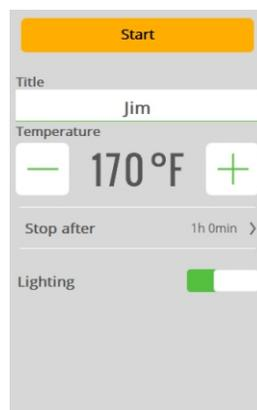 Start
Title
Jim
Temperature
170°F
Stop after 1h 0min
Lighting